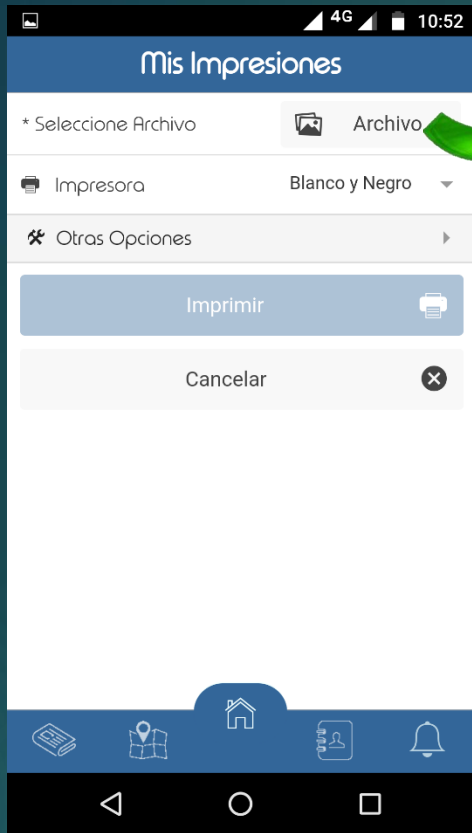 4G 10:52
Mis Impresiones
* Seleccione Archivo Archivo
Impresora Blanco y Negro
Otras Opciones
Imprimir
Cancelar